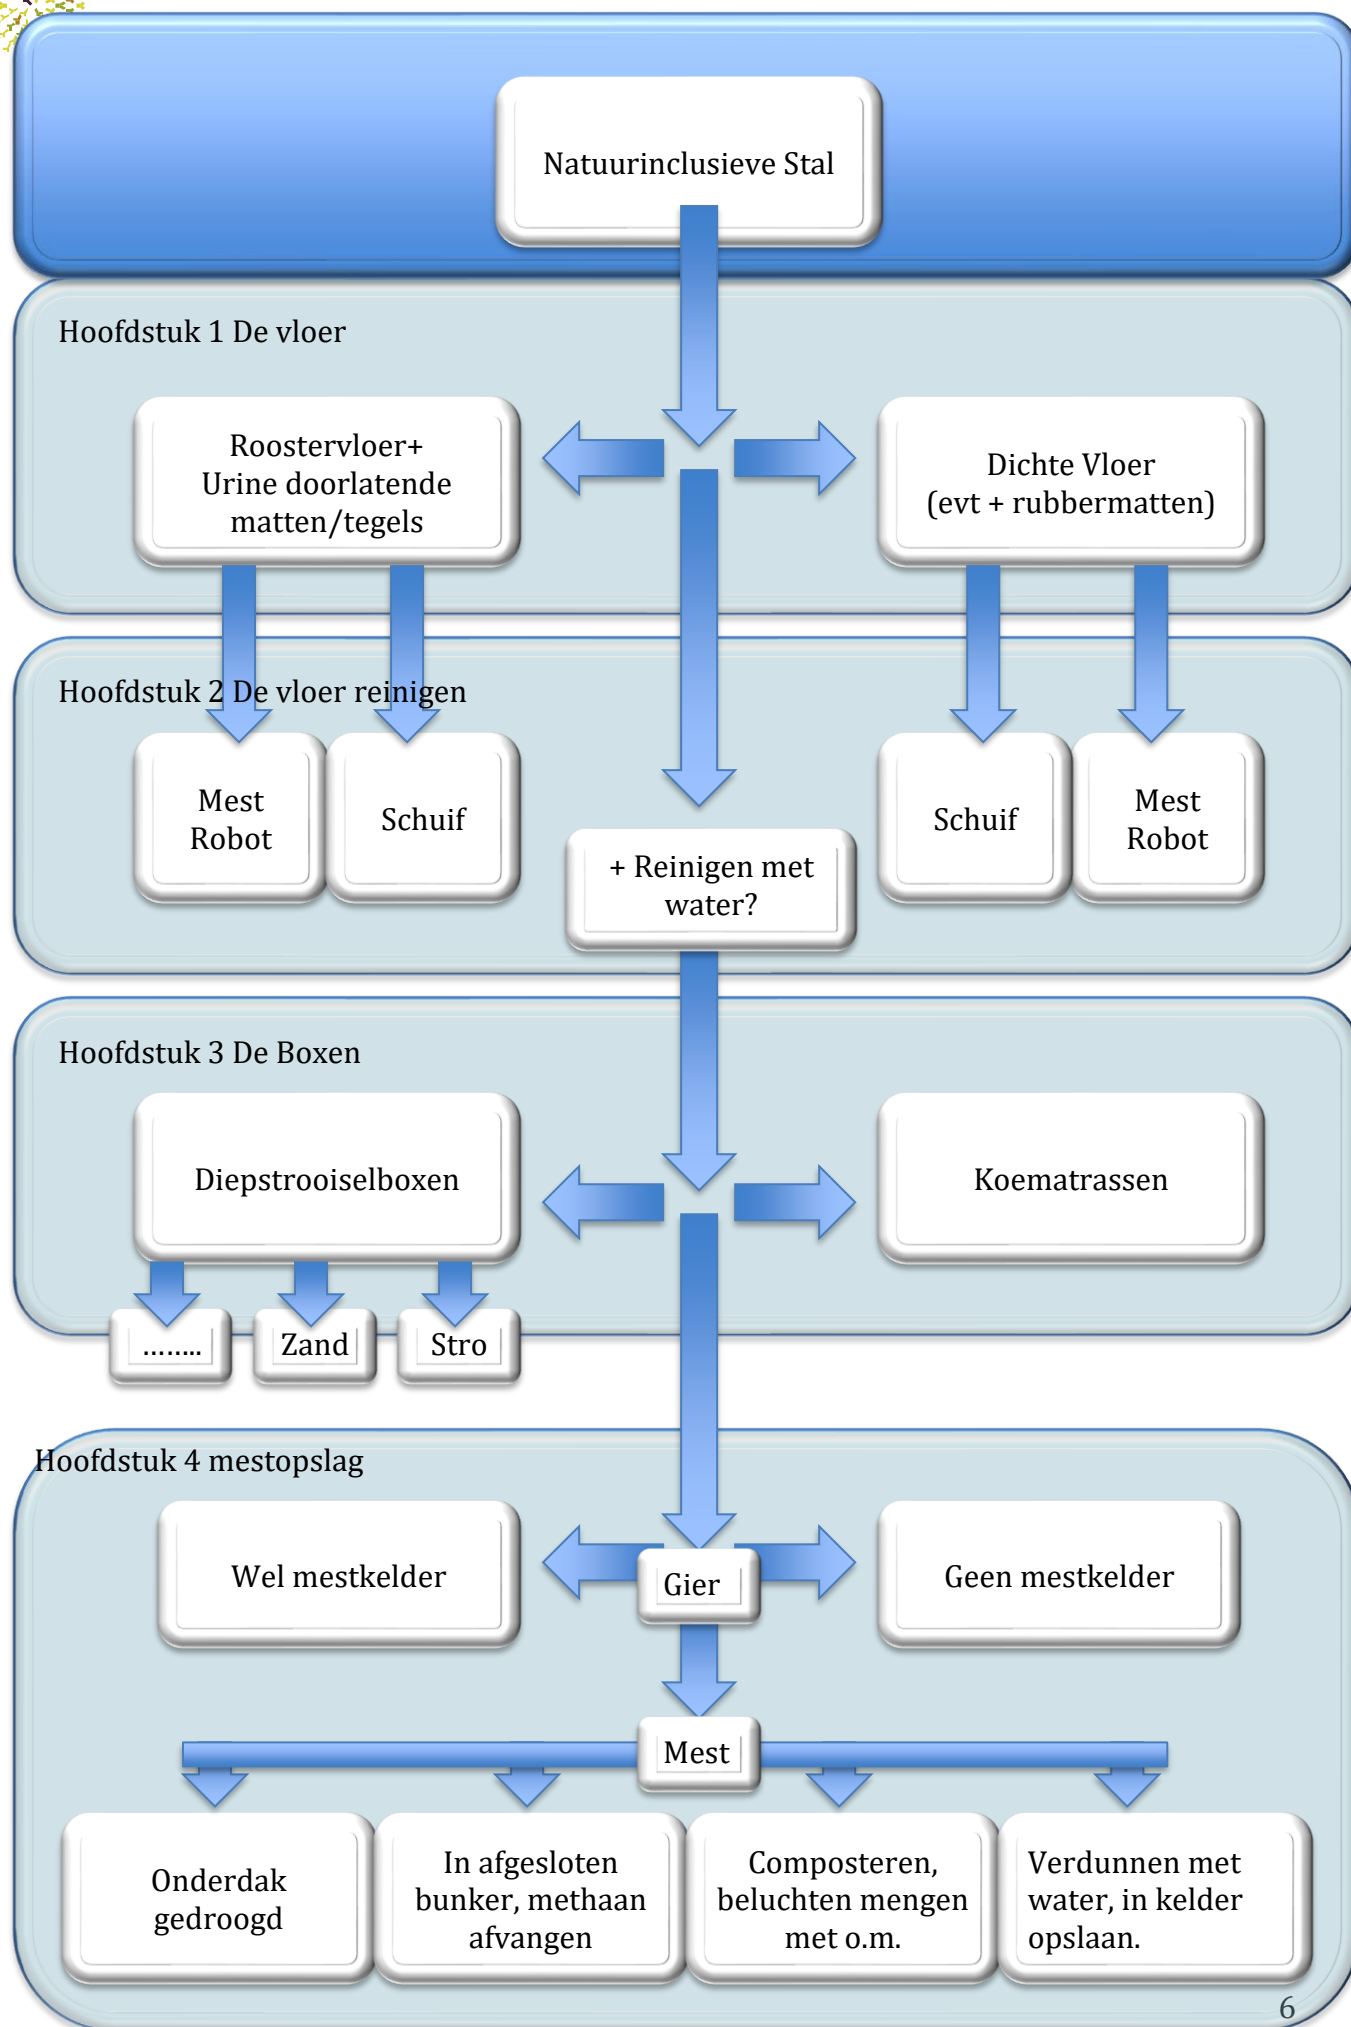 Natuurinclusieve Stal
Hoofdstuk 1 De vloer
Roostervloer+
Urine doorlatende
matten/tegels
Dichte Vloer
(evt + rubbermatten)
Hoofdstuk 2 De vloer reinigen
Mest
Robot
Schuif
+ Reinigen met
water?
Schuif
Mest
Robot
Hoofdstuk 3 De Boxen
Diepstrooiselboxen
Koematrassen
........
Zand
Stro
Hoofdstuk 4 mestopslag
Wel mestkelder
Gier
Geen mestkelder
Mest
Onderdak
gedroogd
In afgesloten
bunker, methaan
afvangen
Composteren,
beluchten mengen
met o.m.
Verdunnen met
water, in kelder
opslaan.
6